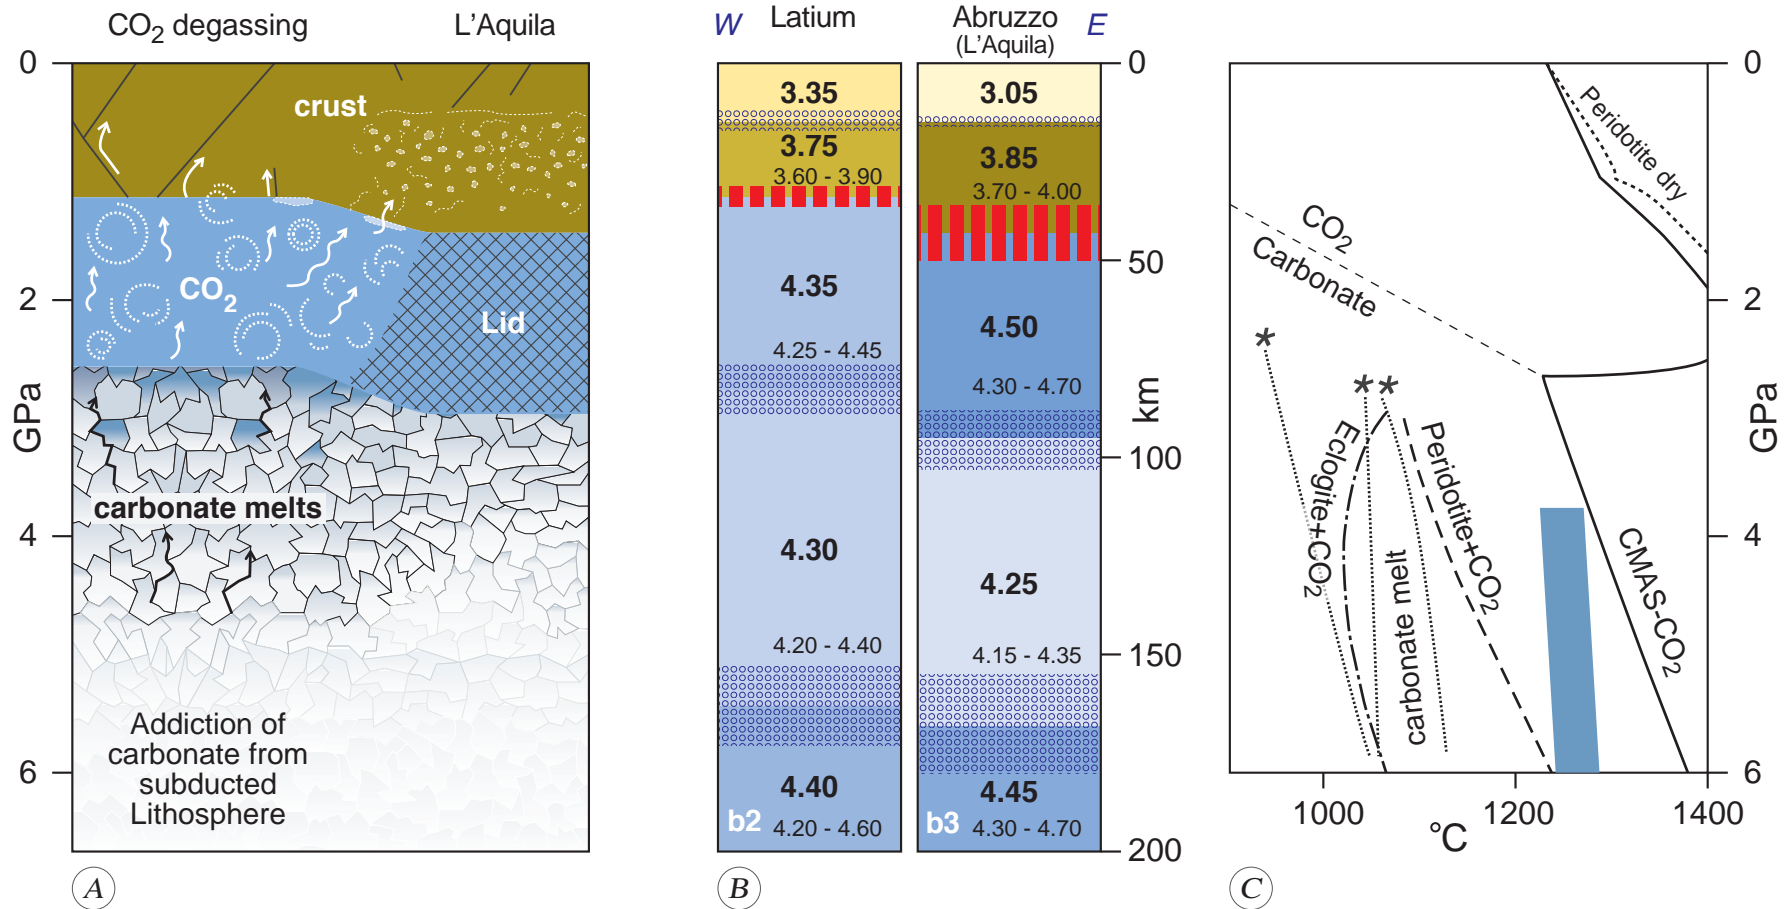 CO2 degassing
L'Aquila
0
2
4
6
GPa
crust
CO2
Lid
carbonate melts
Addiction of
carbonate from
subducted
Lithosphere
A
W
Latium
Abruzzo
(L'Aquila)
E
3.35
3.75
3.60 - 3.90
4.35
4.25 - 4.45
4.30
4.20 - 4.40
4.40
b2
4.20 - 4.60
3.05
3.85
3.70 - 4.00
4.50
4.30 - 4.70
4.25
4.15 - 4.35
4.45
b3
4.30 - 4.70
0
50
km
100
150
200
B
Peridotite dry
CO2
Carbonate
*
*
*
Eclogite+CO2
carbonate melt
Peridotite+CO2
CMAS-CO2
0
2
GPa
4
6
1000
1200
1400
°C
C